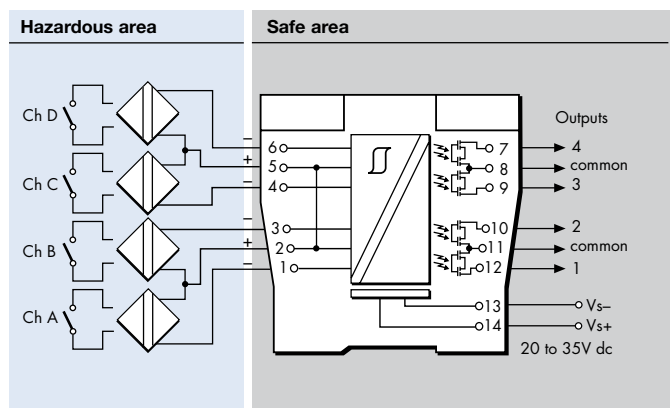 Hazardous area
Safe area
Ch D
Ch C
Ch B
Ch A
−
6
+
5
−
4
−
3
+
2
−
1
Outputs
7 4
8 common
9 3
10 2
11 common
12 1
13 Vs–
14 Vs+
20 to 35V dc